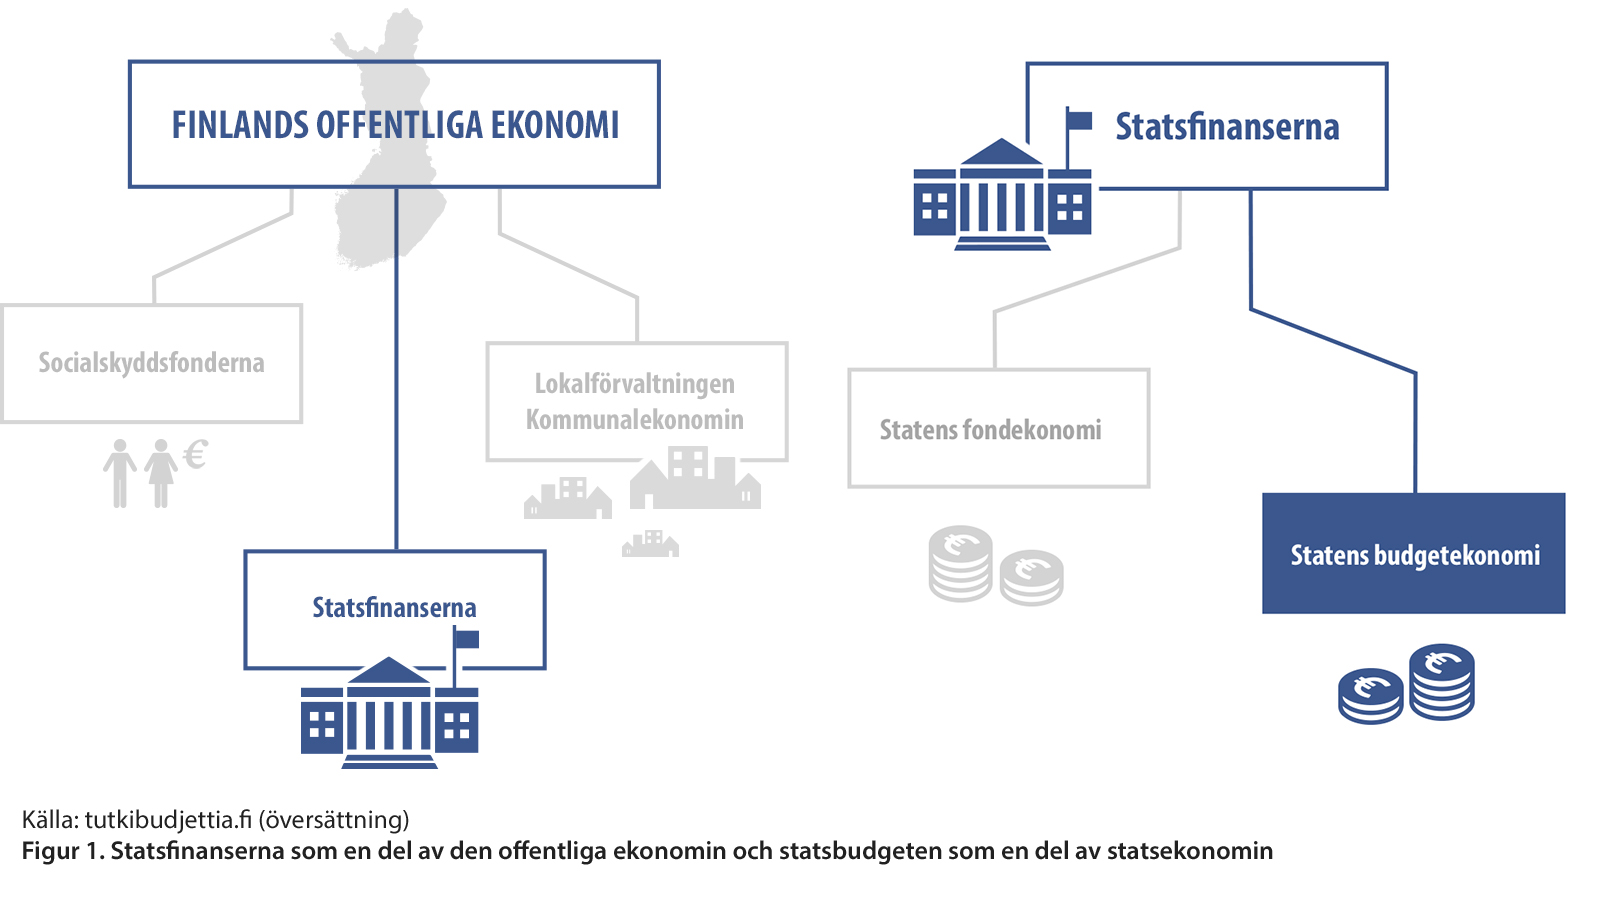 FINLANDS OFFENTLIGA EKONOMI
Socialskyddsfonderna
€
Lokalförvaltningen
Kommunalekonomin
Statsfinanserna
Statsfinanserna
Statens fondekonomi
€
€
Statens budgetekonomi
€
€
Källa: tutkibudjettia.fi (översättning)
Figur 1. Statsfinanserna som en del av den offentliga ekonomin och statsbudgeten som en del av statsekonomin